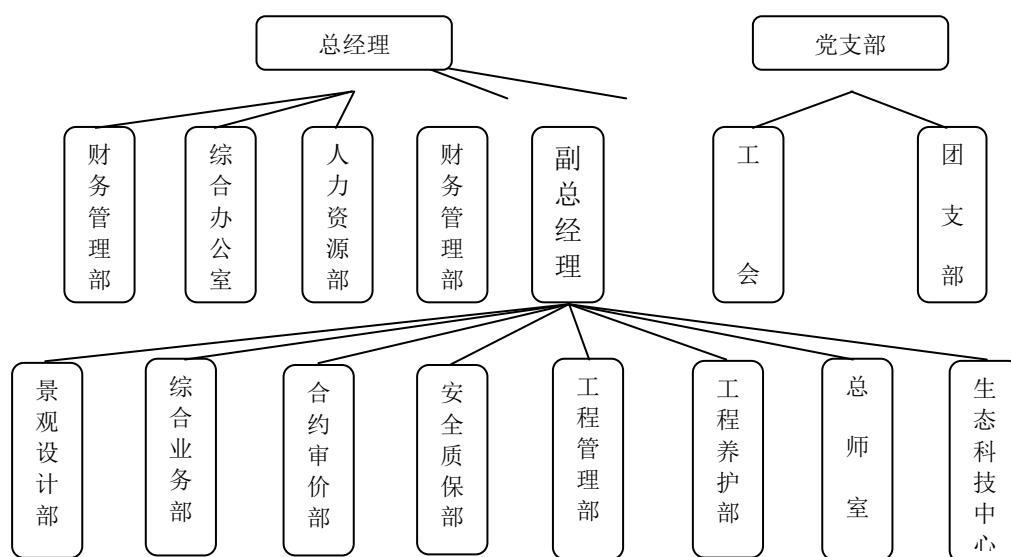 总经理
党支部
财务管理部
综合办公室
人力资源部
财务管理部
副总经理
工会
团支部
景观设计部
综合业务部
合约审价部
安全质保部
工程管理部
工程养护部
总师室
生态科技中心